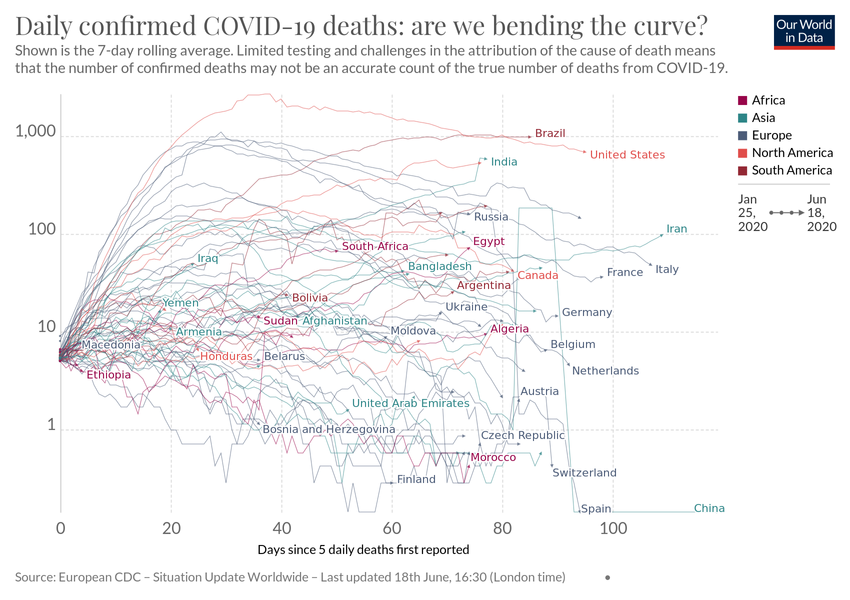 Daily confirmed COVID-19 deaths: are we bending the curve?
Our World
in Data
Shown is the 7-day rolling average. Limited testing and challenges in the attribution of the cause of death means
that the number of confirmed deaths may not be an accurate count of the true number of deaths from COVID-19.
Africa
Asia
Europe
North America
South America
Jan
25,
2020
Jun
18,
2020
1,000
100
10
1
Brazil
United States
India
Russia
Iran
South Africa
Egypt
Iraq
Bangladesh
Canada
France
Italy
Argentina
Bolivia
Yemen
Ukraine
Germany
Sudan
Afghanistan
Armenia
Moldova
Algeria
Macedonia
Belgium
Honduras
Belarus
Netherlands
Ethiopia
Austria
United Arab Emirates
Bosnia and Herzegovina
Czech Republic
Morocco
Switzerland
Finland
Spain
China
0
20
40
60
80
100
Days since 5 daily deaths first reported
Source: European CDC – Situation Update Worldwide – Last updated 18th June, 16:30 (London time)